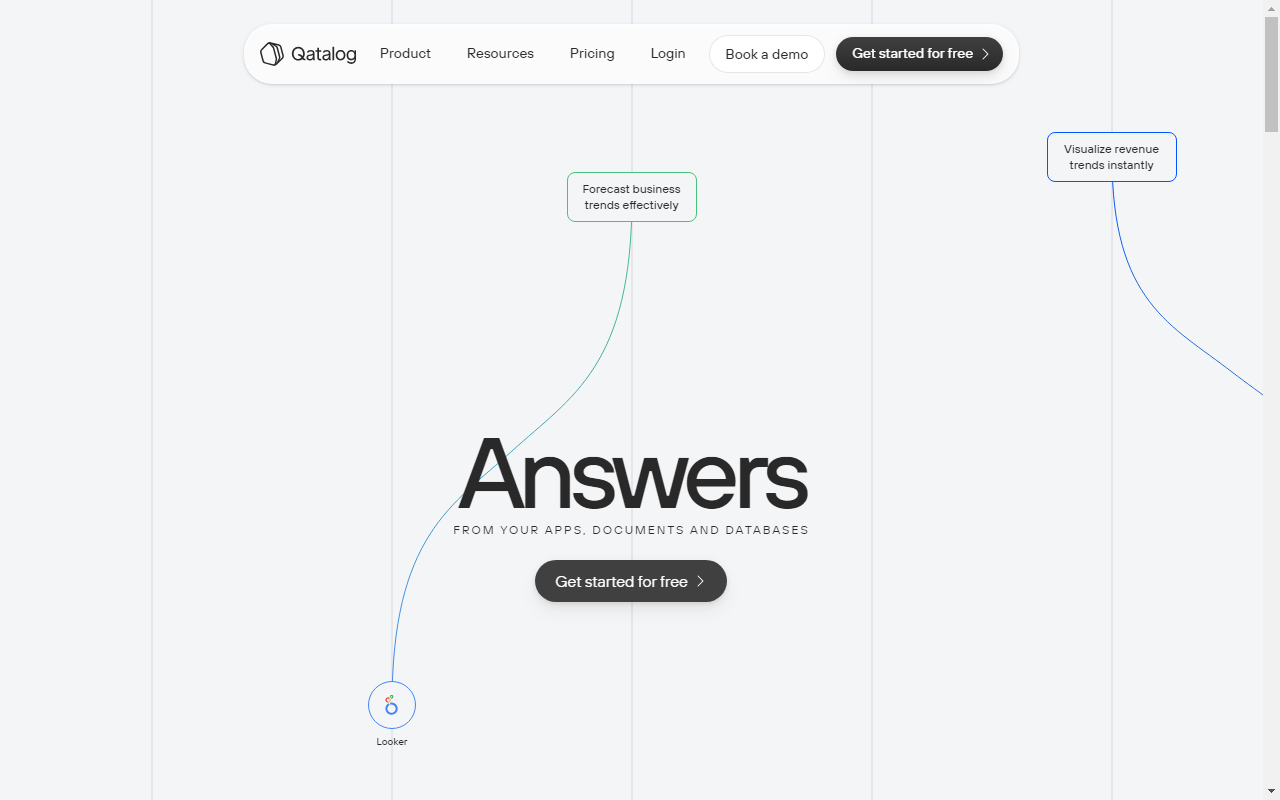 Qatalog
Product
Resources
Pricing
Login
Book a demo
Get started for free
Visualize revenue
trends instantly
Forecast business
trends effectively
Answers
FROM YOUR APPS, DOCUMENTS AND DATABASES
Get started for free
Looker